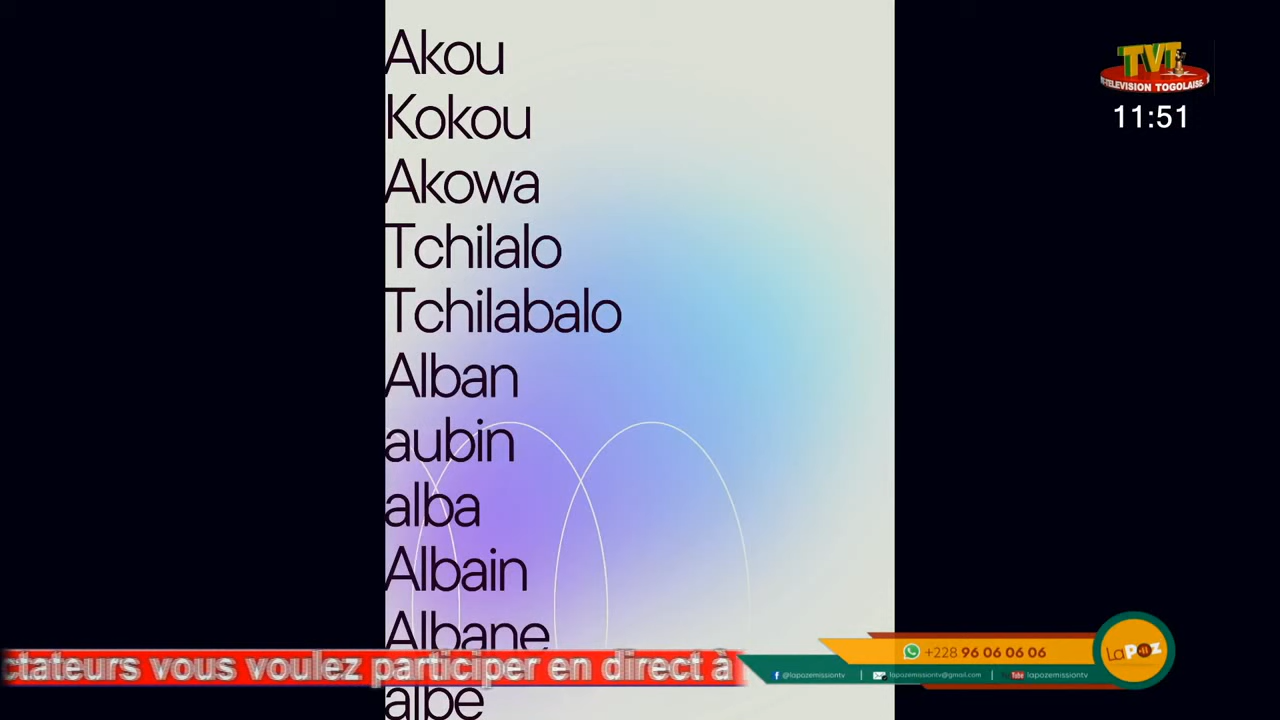 Akou
Kokou
Akowa
Tchilalo
Tchilabalo
Alban
aubin
alba
Albain
Albane
albe
TVT
TELEVISION TOGOLAISE
11:51
ctateurs vous voulez participer en direct à
+228 96 06 06 06
@lapozemissiontv
lapozemissiontv@gmail.com
Tube lapozemissiontv
LaPOZ